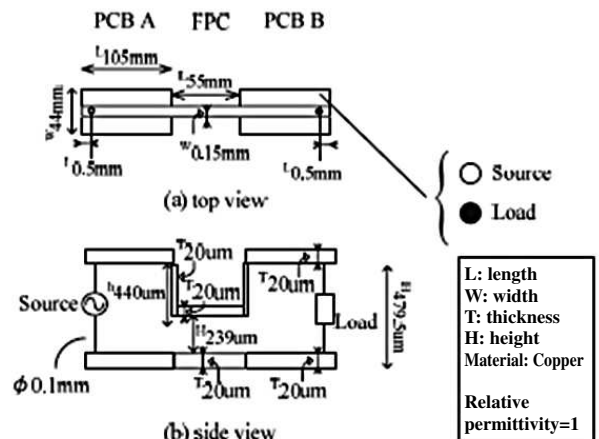 PCB A FPC PCB B
L105mm
L55mm
W44mm
W0.15mm
L0.5mm
L0.5mm
(a) top view
Source
Load
T20um
h440um
T20um
T20um
Source
H239um
Load
H479.5um
ϕ0.1mm
T20um
T20um
(b) side view
L: length
W: width
T: thickness
H: height
Material: Copper
Relative
permittivity=1